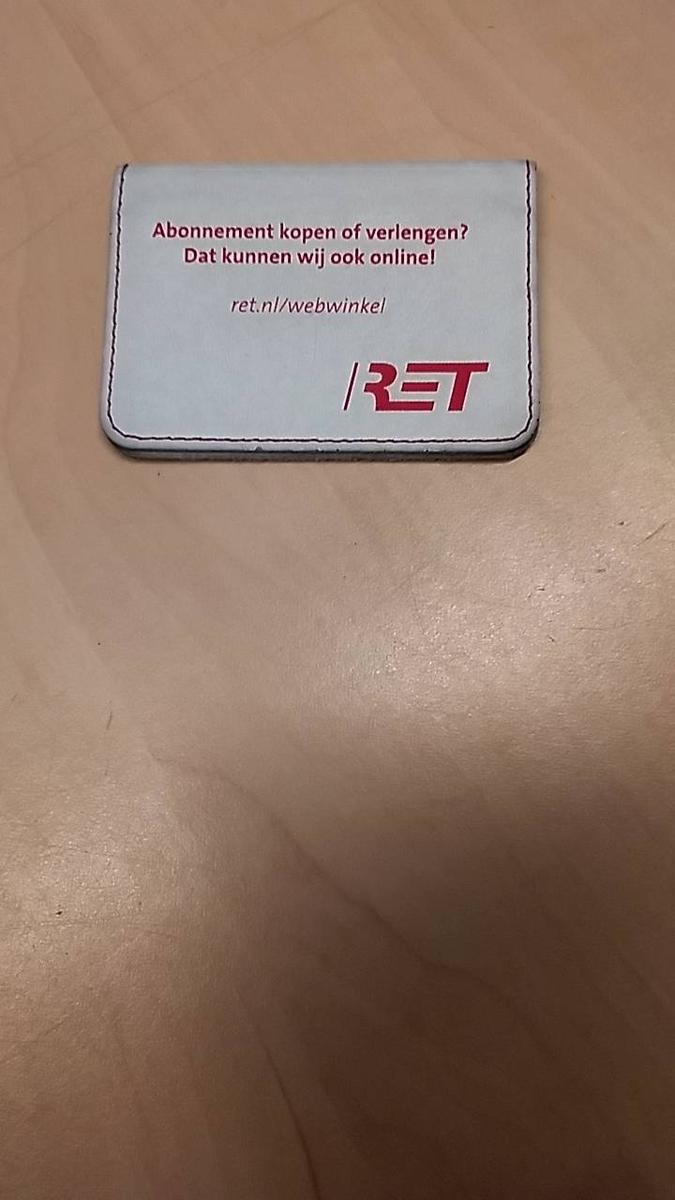 Abonnement kopen of verlengen?
Dat kunnen wij ook online!
ret.nl/webwinkel
RET